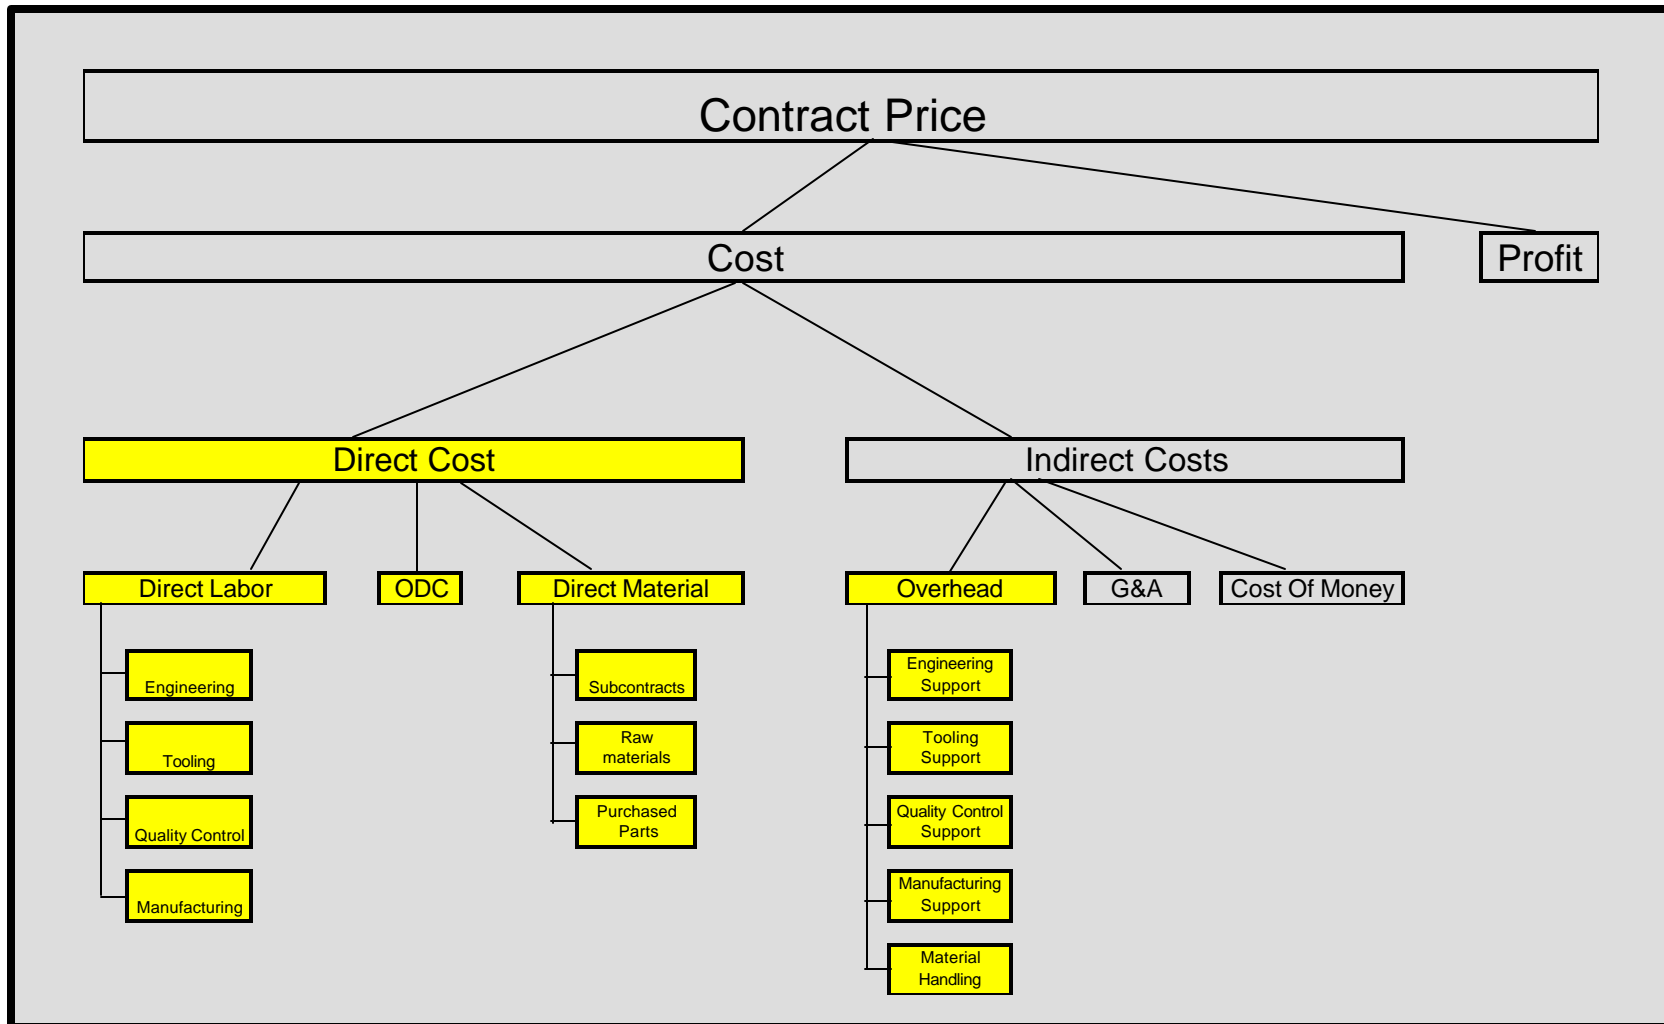 Contract Price
Cost
Profit
Direct Cost
Indirect Costs
Direct Labor
ODC
Direct Material
Overhead
G&A
Cost Of Money
Engineering
Tooling
Quality Control
Manufacturing
Subcontracts
Raw
materials
Purchased
Parts
Engineering
Support
Tooling
Support
Quality Control
Support
Manufacturing
Support
Material
Handling